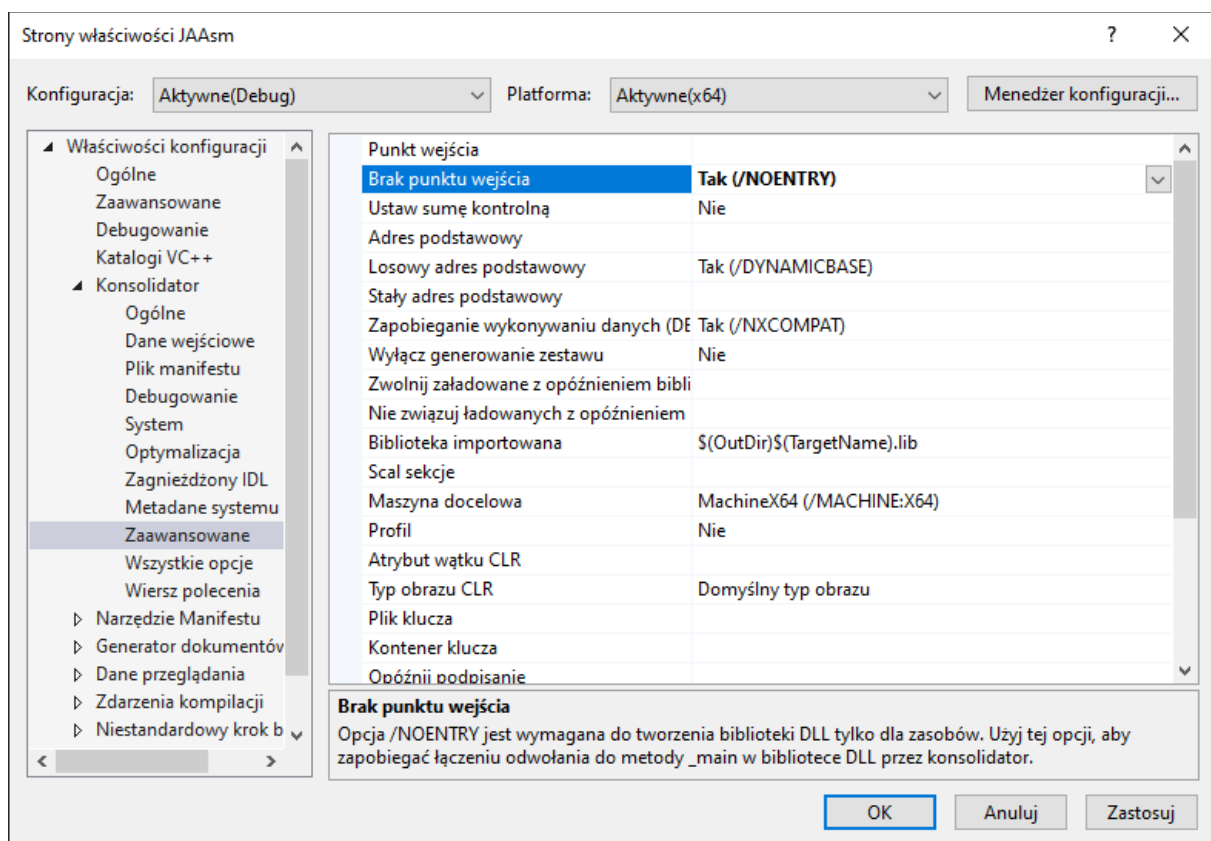 Strony właściwości JAAsm
?
Konfiguracja: Aktywne(Debug) Platforma: Aktywne(x64) Menedżer konfiguracji...
Właściwości konfiguracji
Ogólne
Zaawansowane
Debugowanie
Katalogi VC++
Konsolidator
Ogólne
Dane wejściowe
Plik manifestu
Debugowanie
System
Optymalizacja
Zagnieżdżony IDL
Metadane systemu
Zaawansowane
Wszystkie opcje
Wiersz polecenia
Narzędzie Manifestu
Generator dokumentów
Dane przeglądania
Zdarzenia kompilacji
Niestandardowy krok b
Punkt wejścia
Brak punktu wejścia Tak (/NOENTRY)
Ustaw sumę kontrolną Nie
Adres podstawowy
Losowy adres podstawowy Tak (/DYNAMICBASE)
Stały adres podstawowy
Zapobieganie wykonywaniu danych (DE Tak (/NXCOMPAT)
Wyłącz generowanie zestawu Nie
Zwolnij załadowane z opóźnieniem bibli
Nie związuj ładowanych z opóźnieniem
Biblioteka importowana $(OutDir)$(TargetName).lib
Scal sekcje
Maszyna docelowa MachineX64 (/MACHINE:X64)
Profil Nie
Atrybut wątku CLR
Typ obrazu CLR Domyślny typ obrazu
Plik klucza
Kontener klucza
Opóźnij podpisanie
Brak punktu wejścia
Opcja /NOENTRY jest wymagana do tworzenia biblioteki DLL tylko dla zasobów. Użyj tej opcji, aby
zapobiegać łączeniu odwołania do metody _main w bibliotece DLL przez konsolidator.
OK Anuluj Zastosuj